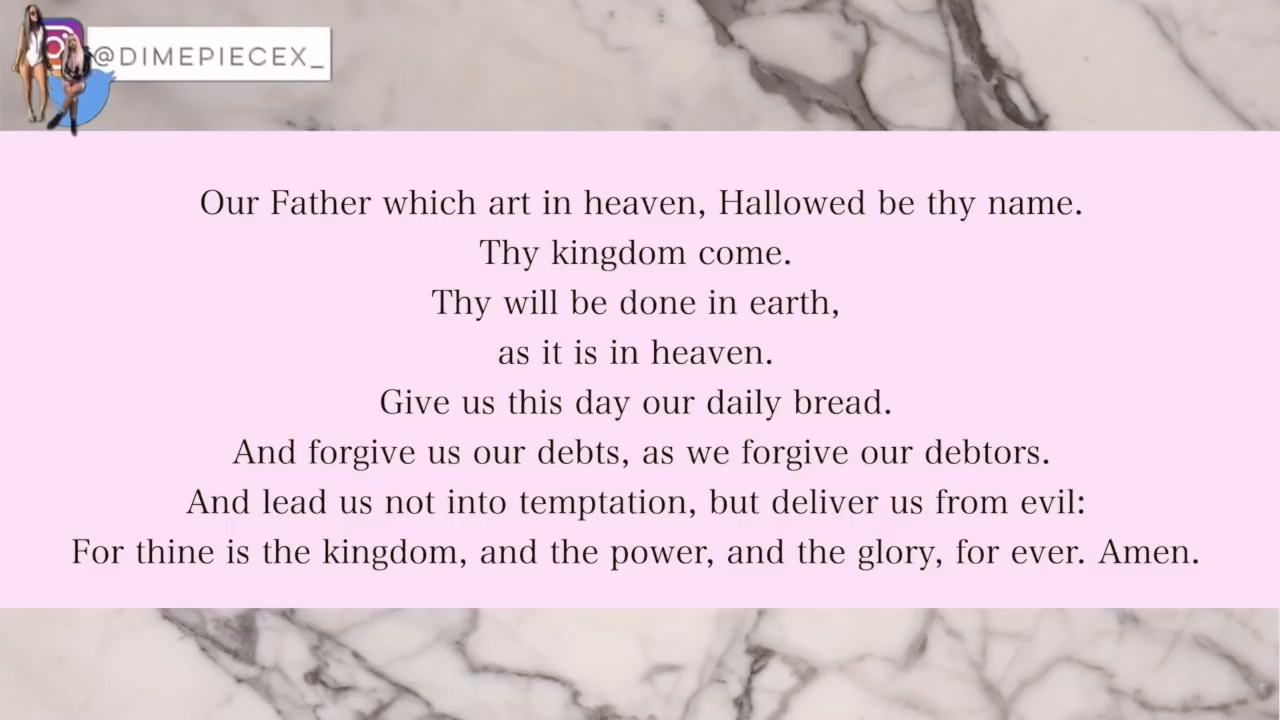 @DIMEPIECEX_
Our Father which art in heaven, Hallowed be thy name.
Thy kingdom come.
Thy will be done in earth,
as it is in heaven.
Give us this day our daily bread.
And forgive us our debts, as we forgive our debtors.
And lead us not into temptation, but deliver us from evil:
For thine is the kingdom, and the power, and the glory, for ever. Amen.